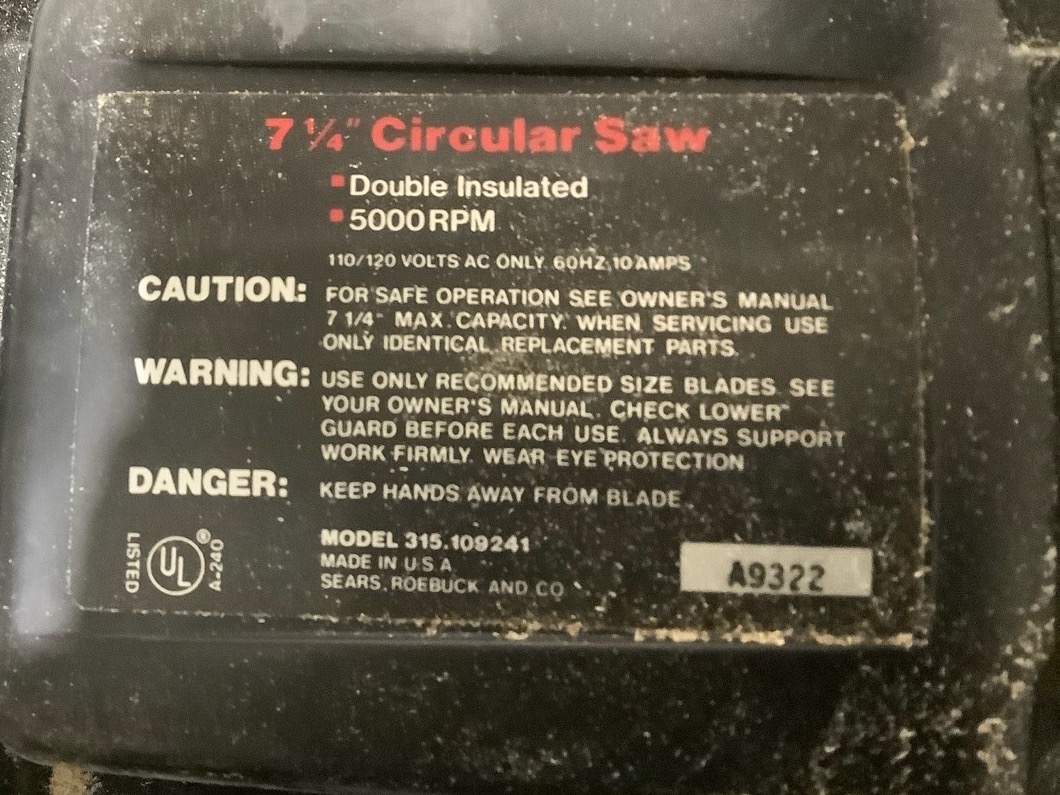 7 1/4" Circular Saw
Double Insulated
5000 RPM
110/120 VOLTS AC ONLY 60HZ 10 AMPS
CAUTION: FOR SAFE OPERATION SEE OWNER'S MANUAL
7 1/4" MAX. CAPACITY. WHEN SERVICING USE
ONLY IDENTICAL REPLACEMENT PARTS.
WARNING: USE ONLY RECOMMENDED SIZE BLADES. SEE
YOUR OWNER'S MANUAL. CHECK LOWER
GUARD BEFORE EACH USE. ALWAYS SUPPORT
WORK FIRMLY. WEAR EYE PROTECTION
DANGER: KEEP HANDS AWAY FROM BLADE
LISTED UL ® A-240
MODEL 315.109241
MADE IN U.S.A
SEARS, ROEBUCK AND CO
A9322